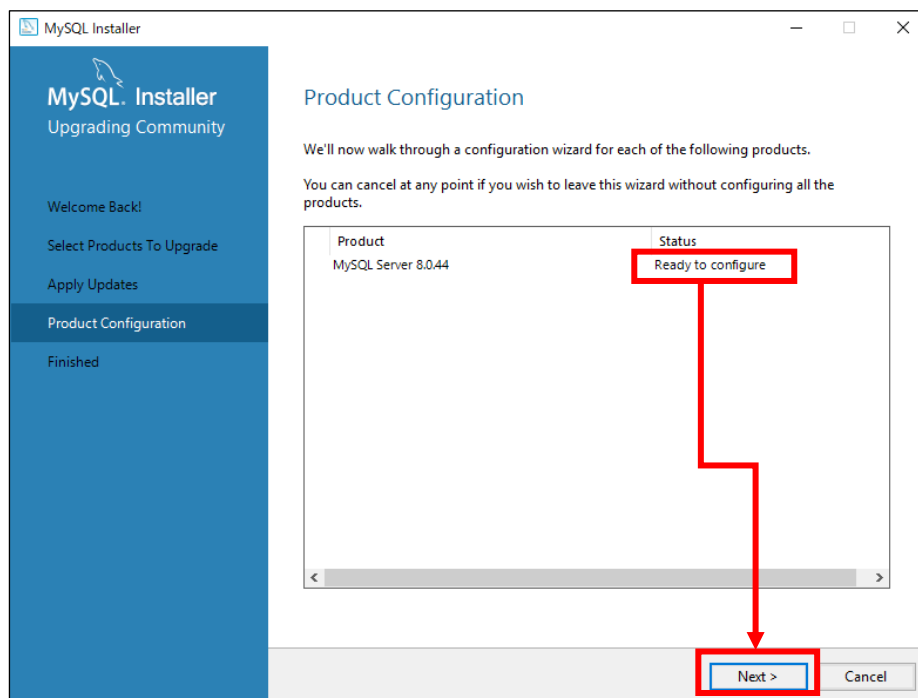 MySQL Installer
MySQL. Installer
Upgrading Community
Welcome Back!
Select Products To Upgrade
Apply Updates
Product Configuration
Finished
Product Configuration
We'll now walk through a configuration wizard for each of the following products.
You can cancel at any point if you wish to leave this wizard without configuring all the
products.
Product Status
MySQL Server 8.0.44 Ready to configure
Next > Cancel